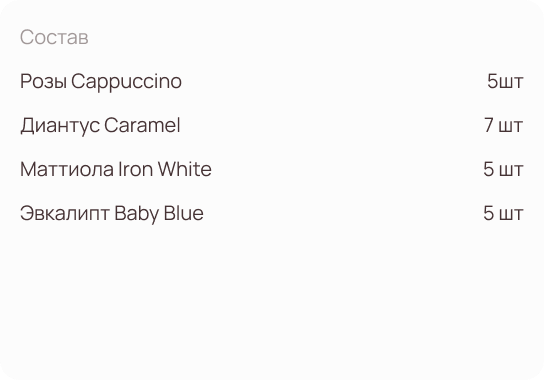 Состав
Розы Cappuccino 5шт
Диантус Caramel 7 шт
Маттиола Iron White 5 шт
Эвкалипт Baby Blue 5 шт